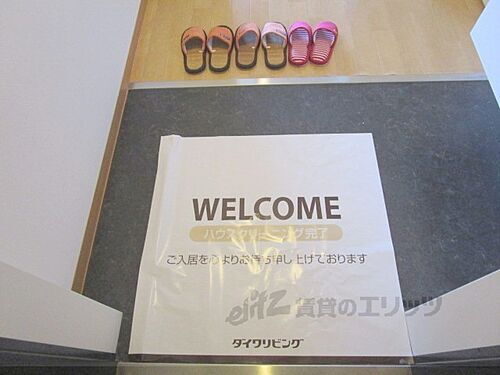 WELCOME
ハウスクリーニング完了
ご入居を心よりお待ち申し上げております
elitz 賃貸のエリッツ
ダイワリビング